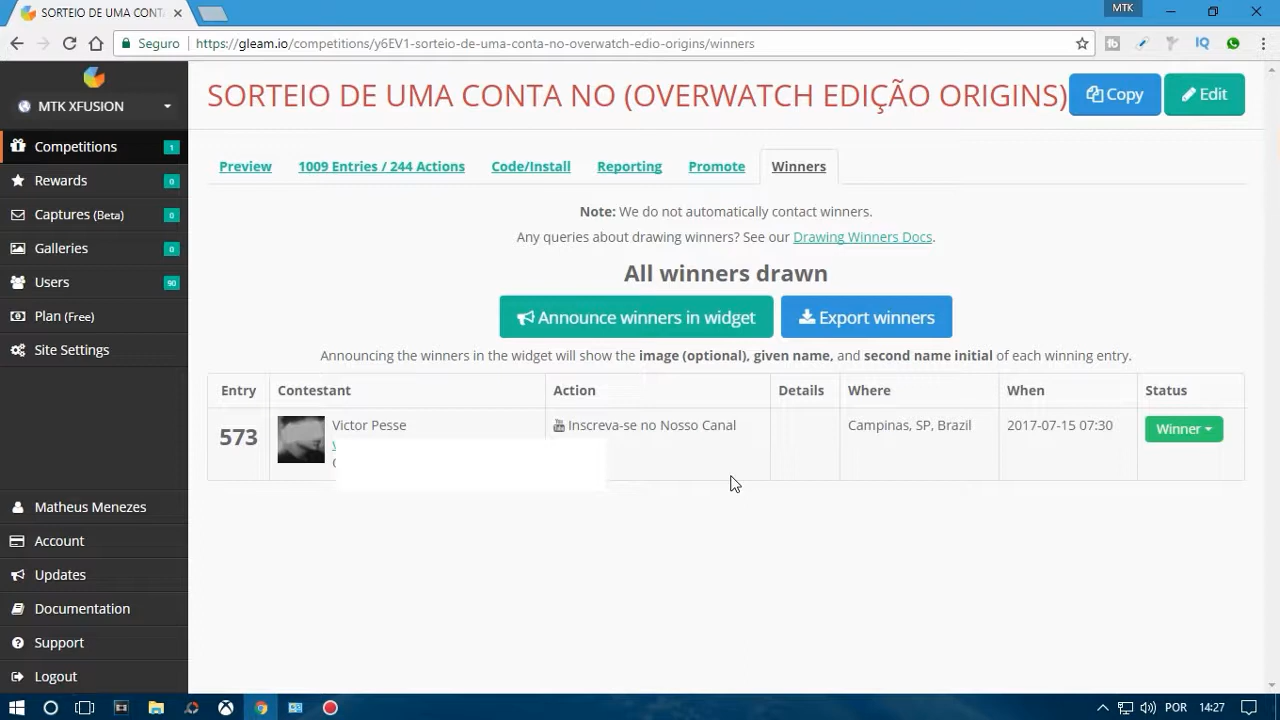 SORTEIO DE UMA CONTA
MTK
Seguro
https://gleam.io/competitions/y6EV1-sorteio-de-uma-conta-no-overwatch-edio-origins/winners
MTK XFUSION
Competitions 1
Rewards 0
Captures (Beta) 0
Galleries 0
Users 90
Plan (Free)
Site Settings
Matheus Menezes
Account
Updates
Documentation
Support
Logout
SORTEIO DE UMA CONTA NO (OVERWATCH EDIÇÃO ORIGINS)
Copy
Edit
Preview
1009 Entries / 244 Actions
Code/Install
Reporting
Promote
Winners
Note: We do not automatically contact winners.
Any queries about drawing winners? See our Drawing Winners Docs.
All winners drawn
Announce winners in widget
Export winners
Announcing the winners in the widget will show the image (optional), given name, and second name initial of each winning entry.
Entry Contestant Action Details Where When Status
573 Victor Pesse Inscreva-se no Nosso Canal Campinas, SP, Brazil 2017-07-15 07:30 Winner
POR 14:27